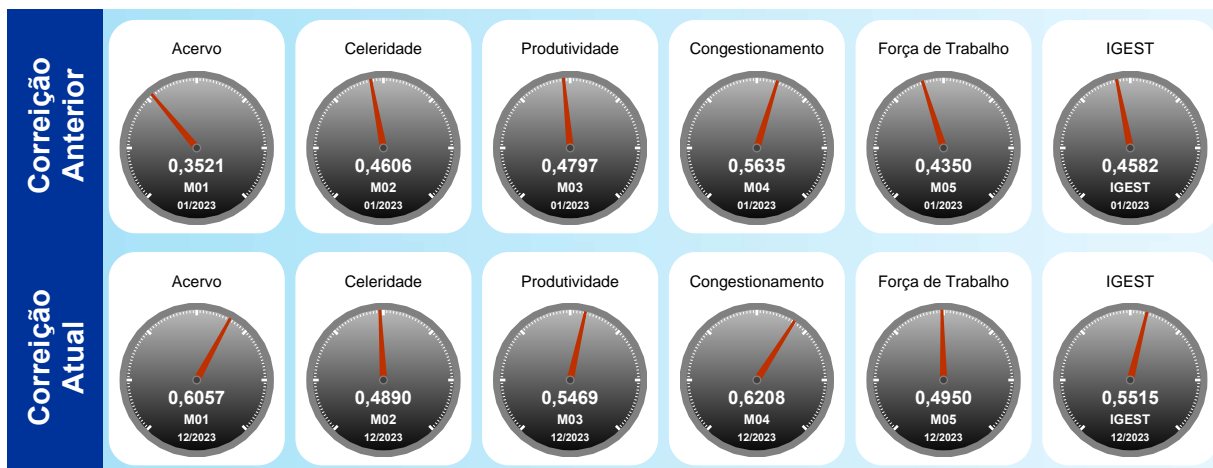 Correição
Anterior
Acervo
0,3521
M01
01/2023
Celeridade
0,4606
M02
01/2023
Produtividade
0,4797
M03
01/2023
Congestionamento
0,5635
M04
01/2023
Força de Trabalho
0,4350
M05
01/2023
IGEST
0,4582
IGEST
01/2023
Correição
Atual
Acervo
0,6057
M01
12/2023
Celeridade
0,4890
M02
12/2023
Produtividade
0,5469
M03
12/2023
Congestionamento
0,6208
M04
12/2023
Força de Trabalho
0,4950
M05
12/2023
IGEST
0,5515
IGEST
12/2023